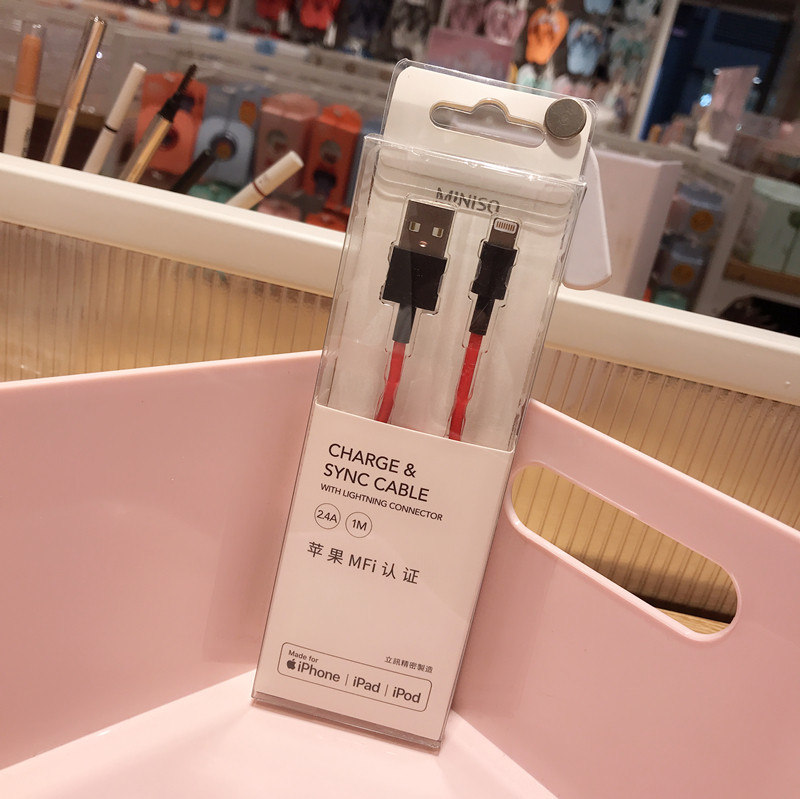 MINISO
CHARGE &
SYNC CABLE
WITH LIGHTNING CONNECTOR
2.4A 1M
苹果 MFi 认证
立訊精密製造
Made for
iPhone | iPad | iPod